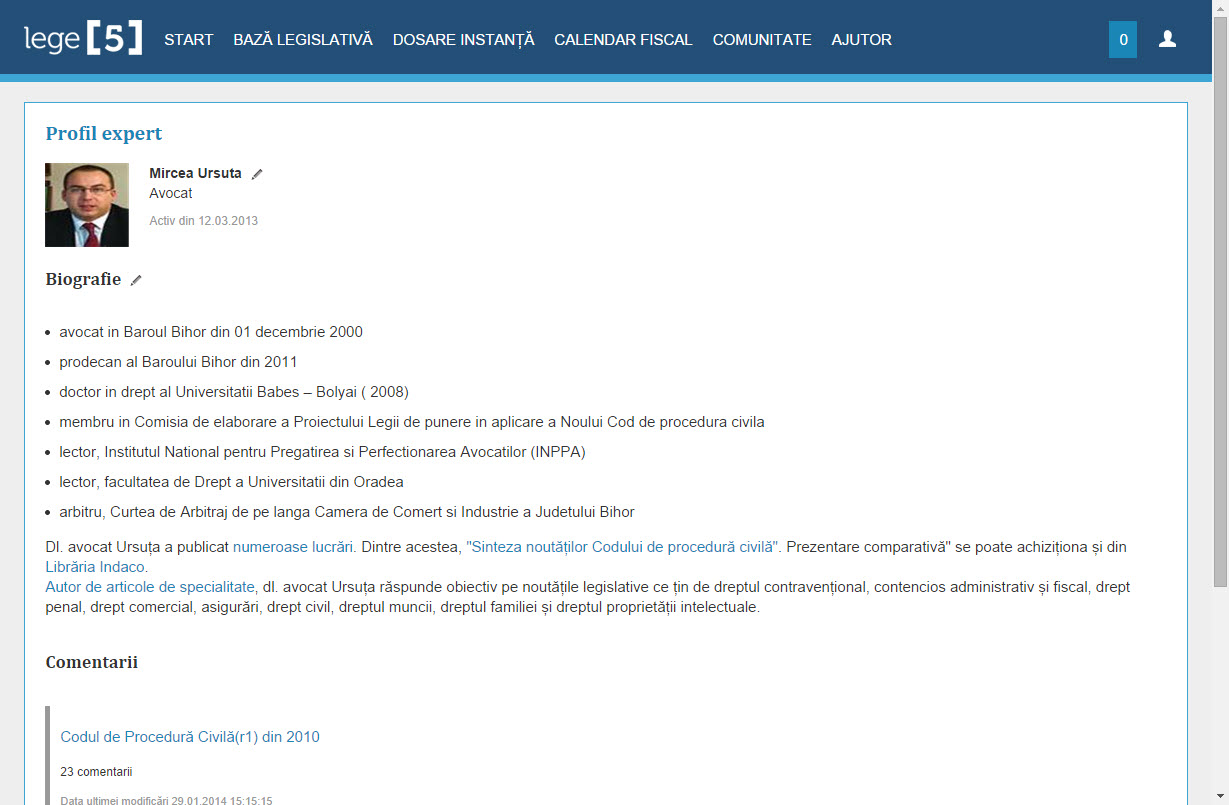 lege [5] START BAZĂ LEGISLATIVĂ DOSARE INSTANȚĂ CALENDAR FISCAL COMUNITATE AJUTOR 0
Profil expert
Mircea Ursuta
Avocat
Activ din 12.03.2013
Biografie
• avocat in Baroul Bihor din 01 decembrie 2000
• prodecan al Baroului Bihor din 2011
• doctor in drept al Universitatii Babes – Bolyai ( 2008)
• membru in Comisia de elaborare a Proiectului Legii de punere in aplicare a Noului Cod de procedura civila
• lector, Institutul National pentru Pregatirea si Perfectionarea Avocatilor (INPPA)
• lector, facultatea de Drept a Universitatii din Oradea
• arbitru, Curtea de Arbitraj de pe langa Camera de Comert si Industrie a Judetului Bihor
Dl. avocat Ursuța a publicat numeroase lucrări. Dintre acestea, "Sinteza noutăților Codului de procedură civilă". Prezentare comparativă" se poate achiziționa și din
Librăria Indaco.
Autor de articole de specialitate, dl. avocat Ursuța răspunde obiectiv pe noutățile legislative ce țin de dreptul contravențional, contencios administrativ și fiscal, drept
penal, drept comercial, asigurări, drept civil, dreptul muncii, dreptul familiei și dreptul proprietății intelectuale.
Comentarii
Codul de Procedură Civilă(r1) din 2010
23 comentarii
Data ultimei modificări 29.01.2014 15:15:15